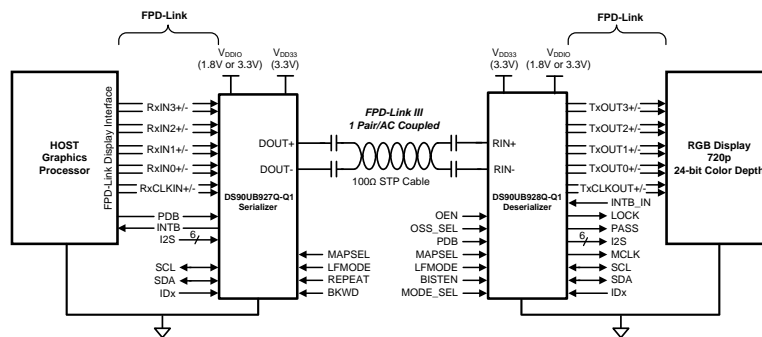 FPD-Link
FPD-Link
VDDIO
(1.8V or 3.3V)
VDD33
(3.3V)
VDD33
(3.3V)
VDDIO
(1.8V or 3.3V)
HOST
Graphics
Processor
FPD-Link Display Interface
RxIN3+/-
RxIN2+/-
RxIN1+/-
RxIN0+/-
RxCLKIN+/-
PDB
INTB
I2S
6
SCL
SDA
IDx
DOUT+
DOUT-
DS90UB927Q-Q1
Serializer
MAPSEL
LFMODE
REPEAT
BKWD
FPD-Link III
1 Pair/AC Coupled
100Ω STP Cable
RIN+
RIN-
DS90UB928Q-Q1
Deserializer
OEN
OSS_SEL
PDB
MAPSEL
LFMODE
BISTEN
MODE_SEL
TxOUT3+/-
TxOUT2+/-
TxOUT1+/-
TxOUT0+/-
TxCLKOUT+/-
INTB_IN
LOCK
PASS
6
I2S
MCLK
SCL
SDA
IDx
RGB Display
720p
24-bit Color Depth